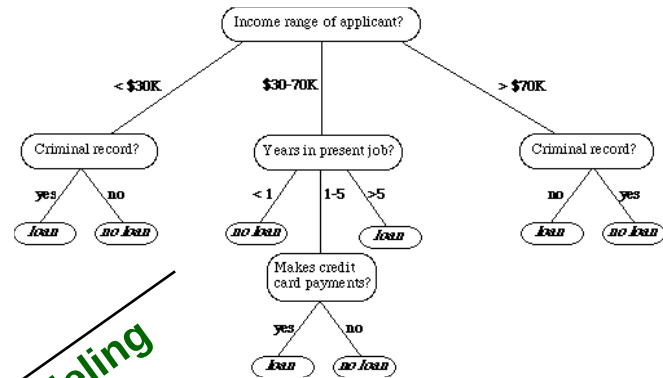 Income range of applicant?
< $30K
$30-70K
> $70K
Criminal record?
Years in present job?
Criminal record?
yes
no
< 1
1-5
>5
no
yes
loan
no loan
no loan
loan
loan
no loan
Makes credit
card payments?
yes
no
loan
no loan